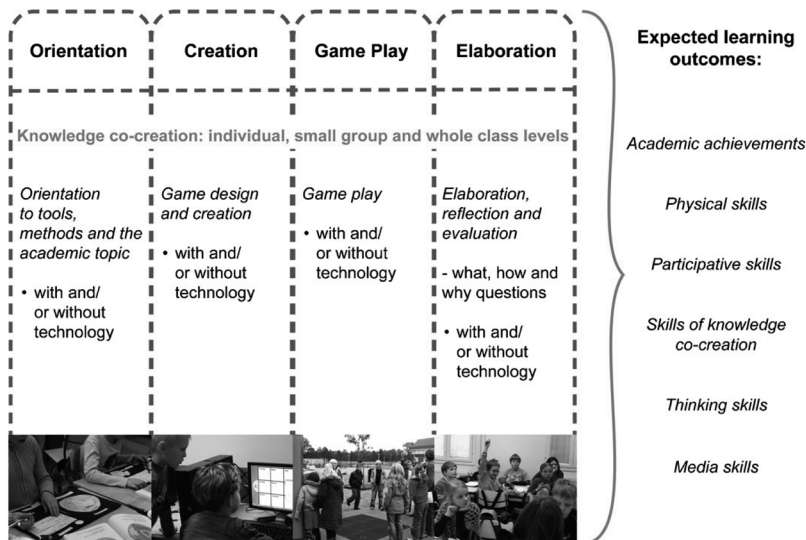 Orientation
Creation
Game Play
Elaboration
Expected learning
outcomes:
Knowledge co-creation: individual, small group and whole class levels
Orientation
to tools,
methods and the
academic topic
• with and/
or without
technology
Game design
and creation
• with and/
or without
technology
Game play
• with and/
or without
technology
Elaboration,
reflection and
evaluation
- what, how and
why questions
• with and/
or without
technology
Academic achievements
Physical skills
Participative skills
Skills of knowledge
co-creation
Thinking skills
Media skills